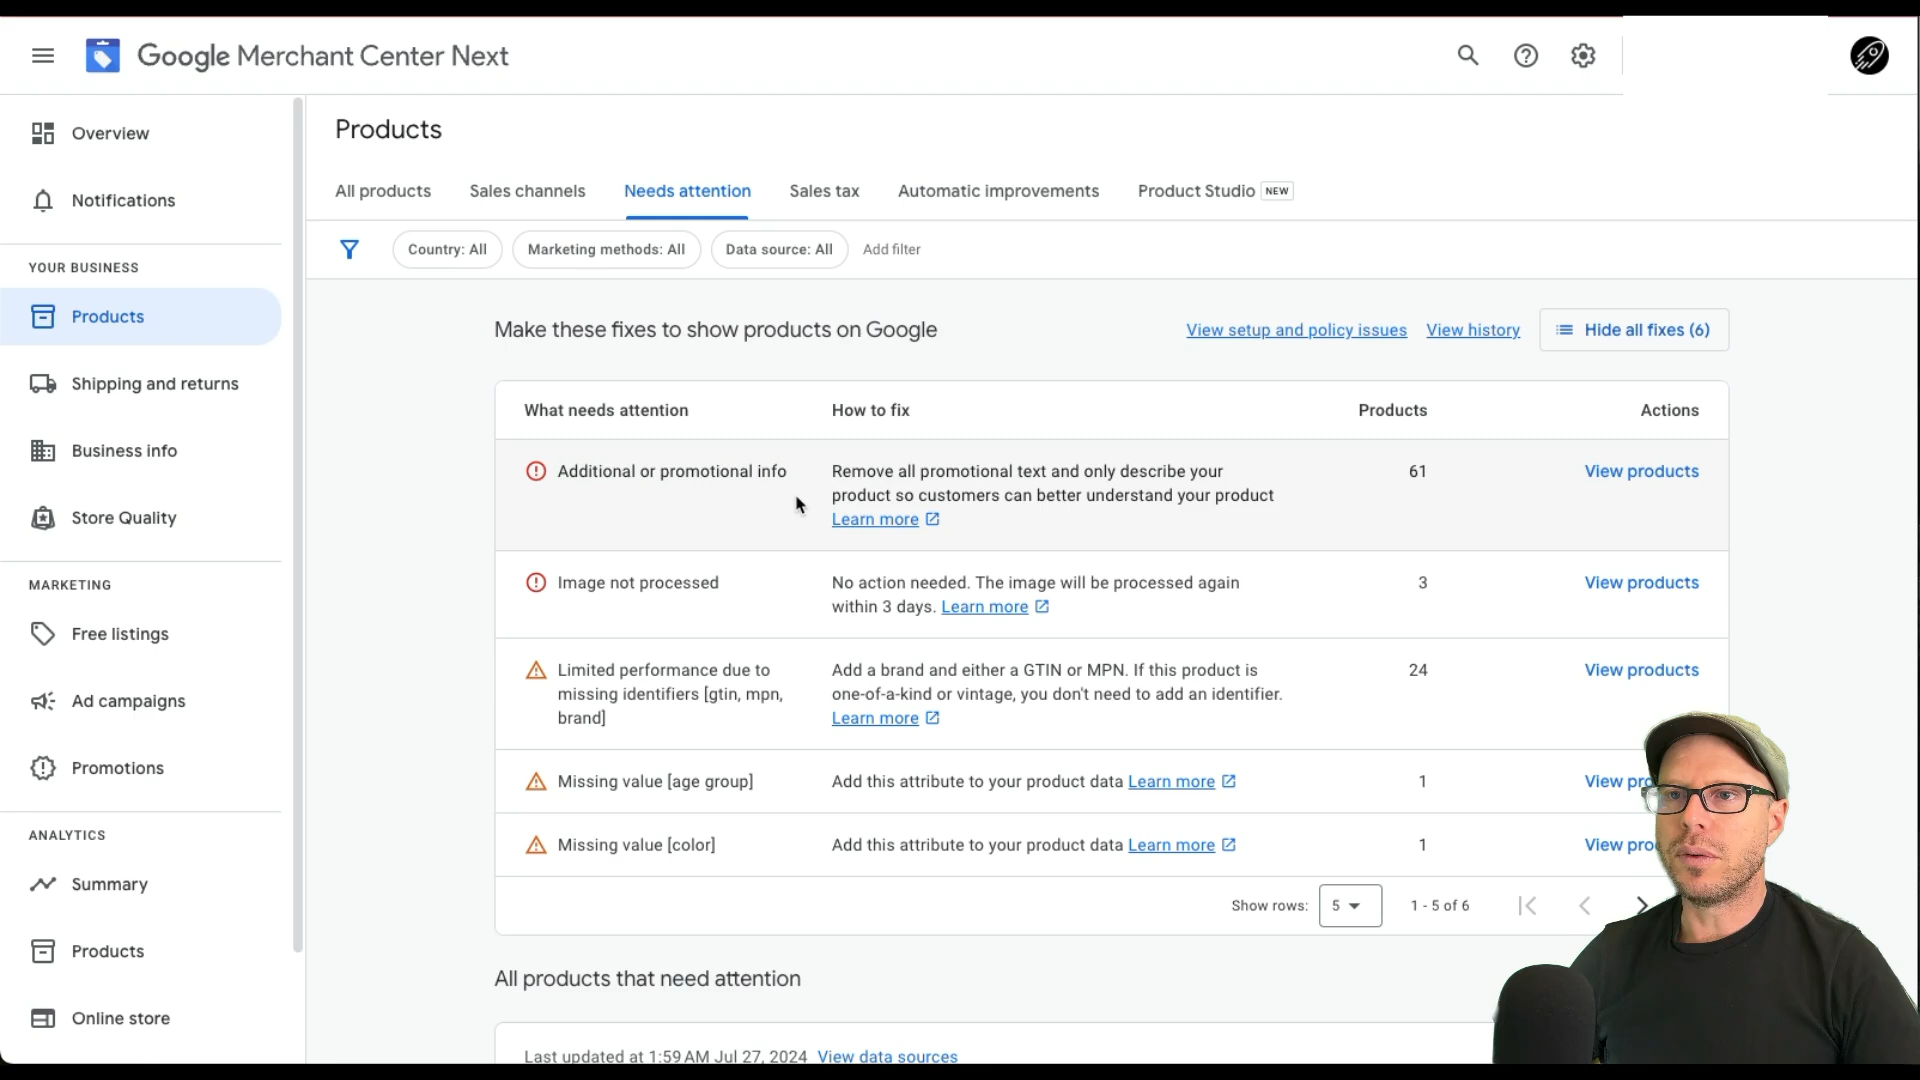 Google Merchant Center Next
Overview
Notifications
YOUR BUSINESS
Products
Shipping and returns
Business info
Store Quality
MARKETING
Free listings
Ad campaigns
Promotions
ANALYTICS
Summary
Products
Online store
Products
All products
Sales channels
Needs attention
Sales tax
Automatic improvements
Product Studio NEW
Country: All
Marketing methods: All
Data source: All
Add filter
Make these fixes to show products on Google
View setup and policy issues
View history
Hide all fixes (6)
What needs attention
How to fix
Products
Actions
Additional or promotional info
Remove all promotional text and only describe your
product so customers can better understand your product
Learn more
61
View products
Image not processed
No action needed. The image will be processed again
within 3 days. Learn more
3
View products
Limited performance due to
missing identifiers [gtin, mpn,
brand]
Add a brand and either a GTIN or MPN. If this product is
one-of-a-kind or vintage, you don't need to add an identifier.
Learn more
24
View products
Missing value [age group]
Add this attribute to your product data Learn more
1
View
Missing value [color]
Add this attribute to your product data Learn more
1
View
Show rows:
5
1 - 5 of 6
All products that need attention
Last updated at 1:59 AM Jul 27, 2024 View data sources